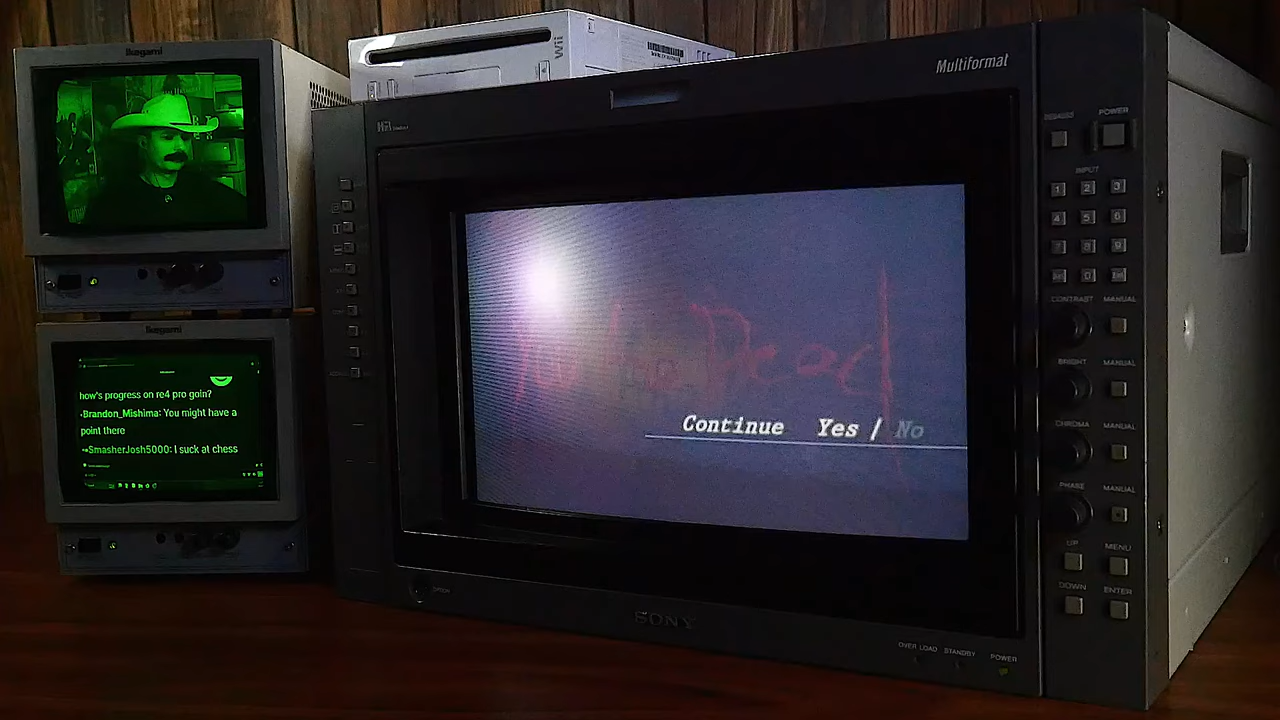 Ikegami
Wii
Multiformat
POWER
INPUT
1 2 3
4 5 6
7 8 9
0
CONTRAST MANUAL
BRIGHT MANUAL
CHROMA MANUAL
PHASE MANUAL
UP MENU
DOWN ENTER
You Are Dead
Continue Yes / No
Ikegami
how's progress on re4 pro goin?
Brandon_Mishima: You might have a
point there
SmasherJosh5000: I suck at chess
SONY
OVER LOAD STANDBY POWER